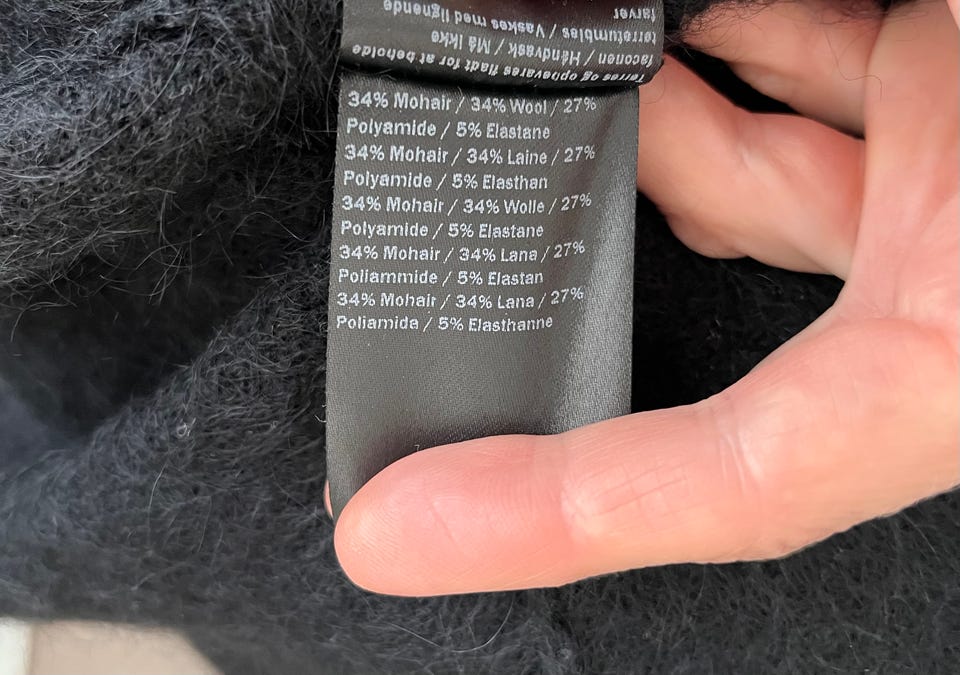 farver
tørretumbles / Vaskes med lignende
faconen / Håndvask / Må ikke
Tørres og opbevares fladt for at beholde
34% Mohair / 34% Wool / 27%
Polyamide / 5% Elastane
34% Mohair / 34% Laine / 27%
Polyamide / 5% Elasthan
34% Mohair / 34% Wolle / 27%
Polyamide / 5% Elastane
34% Mohair / 34% Lana / 27%
Poliammide / 5% Elastan
34% Mohair / 34% Lana / 27%
Poliamida / 5% Elasthanne